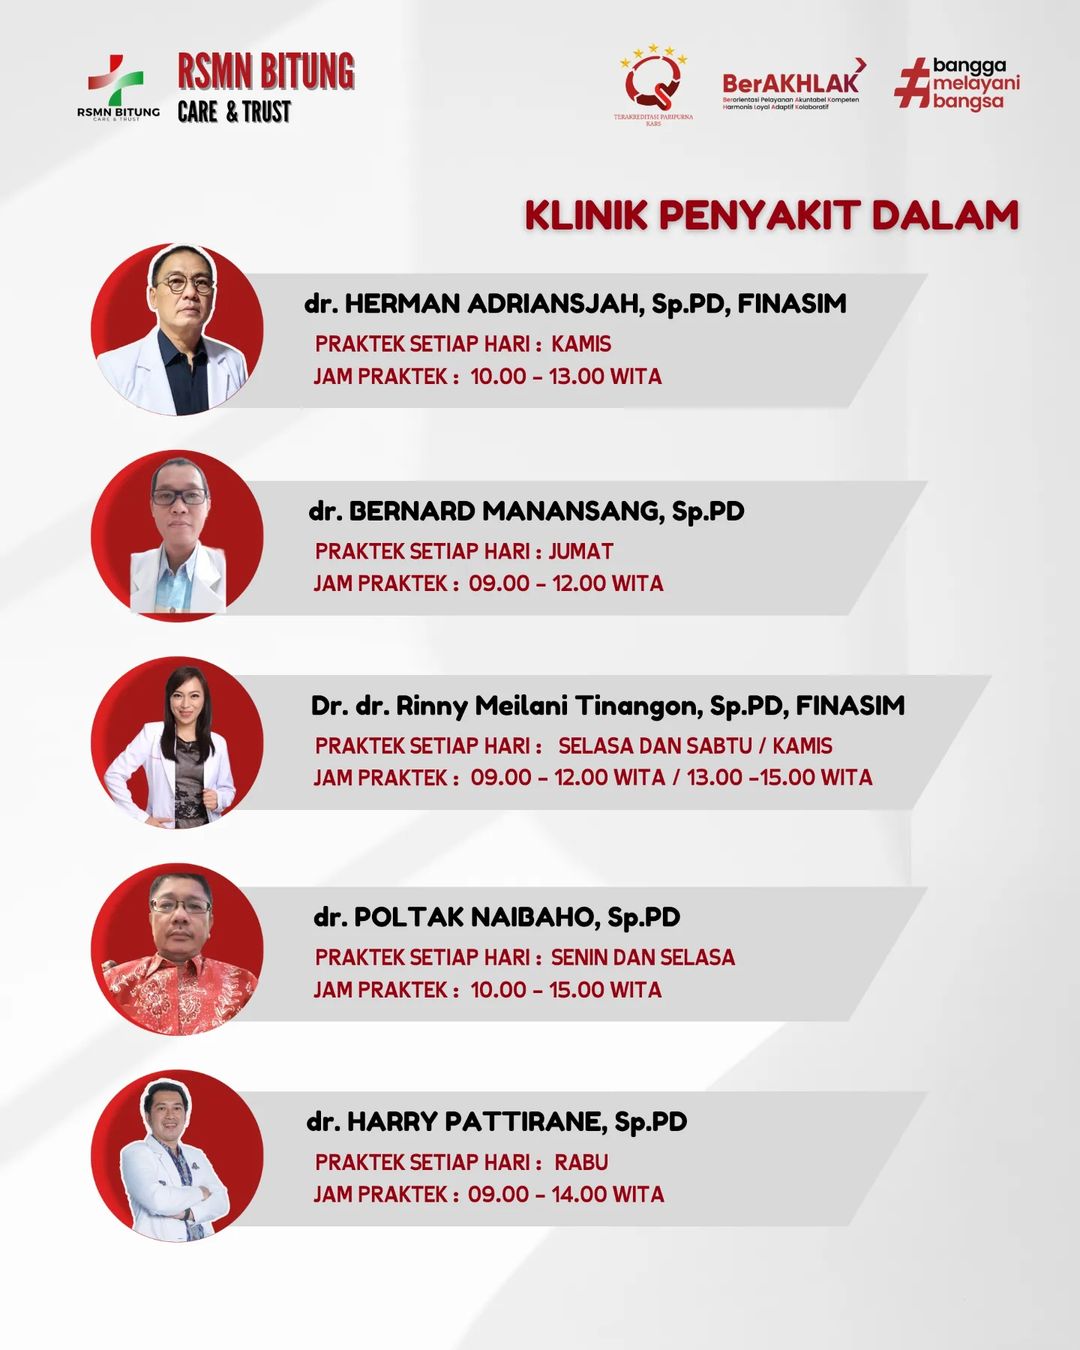 RSMN BITUNG
CARE & TRUST
RSMN BITUNG
CARE & TRUST
TERAKREDITASI PARIPURNA
KARS
BerAKHLAK
Berorientasi Pelayanan Akuntabel Kompeten
Harmonis Loyal Adaptif Kolaboratif
#bangga
melayani
bangsa
KLINIK PENYAKIT DALAM
dr. HERMAN ADRIANSJAH, Sp.PD, FINASIM
PRAKTEK SETIAP HARI : KAMIS
JAM PRAKTEK : 10.00 - 13.00 WITA
dr. BERNARD MANANSANG, Sp.PD
PRAKTEK SETIAP HARI : JUMAT
JAM PRAKTEK : 09.00 - 12.00 WITA
Dr. dr. Rinny Meilani Tinangon, Sp.PD, FINASIM
PRAKTEK SETIAP HARI : SELASA DAN SABTU / KAMIS
JAM PRAKTEK : 09.00 - 12.00 WITA / 13.00 -15.00 WITA
dr. POLTAK NAIBAHO, Sp.PD
PRAKTEK SETIAP HARI : SENIN DAN SELASA
JAM PRAKTEK : 10.00 - 15.00 WITA
dr. HARRY PATTIRANE, Sp.PD
PRAKTEK SETIAP HARI : RABU
JAM PRAKTEK : 09.00 - 14.00 WITA